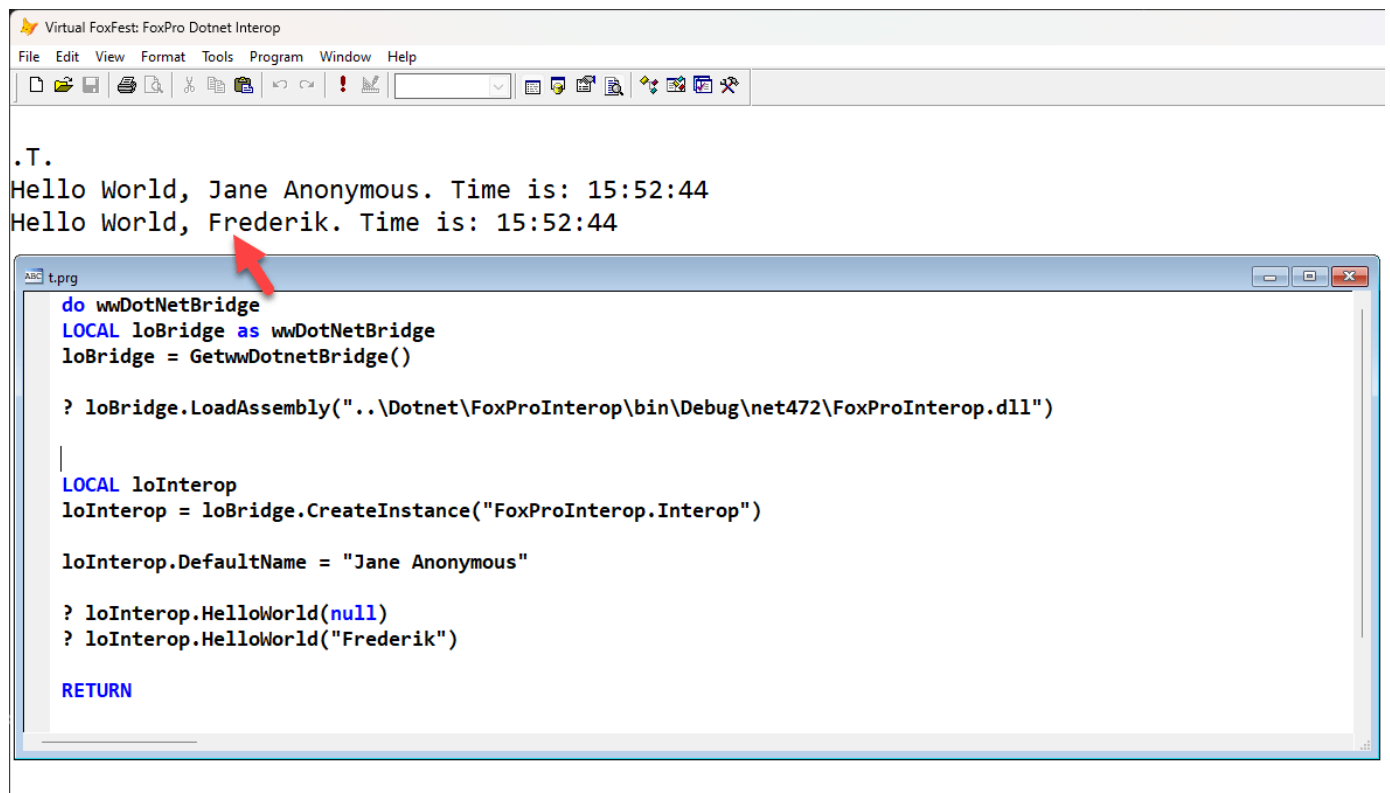 Virtual FoxFest: FoxPro Dotnet Interop
File Edit View Format Tools Program Window Help
.T.
Hello World, Jane Anonymous. Time is: 15:52:44
Hello World, Frederik. Time is: 15:52:44
ABC t.prg
do wwDotNetBridge
LOCAL loBridge as wwDotNetBridge
loBridge = GetwwDotnetBridge()
? loBridge.LoadAssembly("..\Dotnet\FoxProInterop\bin\Debug\net472\FoxProInterop.dll")
LOCAL loInterop
loInterop = loBridge.CreateInstance("FoxProInterop.Interop")
loInterop.DefaultName = "Jane Anonymous"
? loInterop.HelloWorld(null)
? loInterop.HelloWorld("Frederik")
RETURN